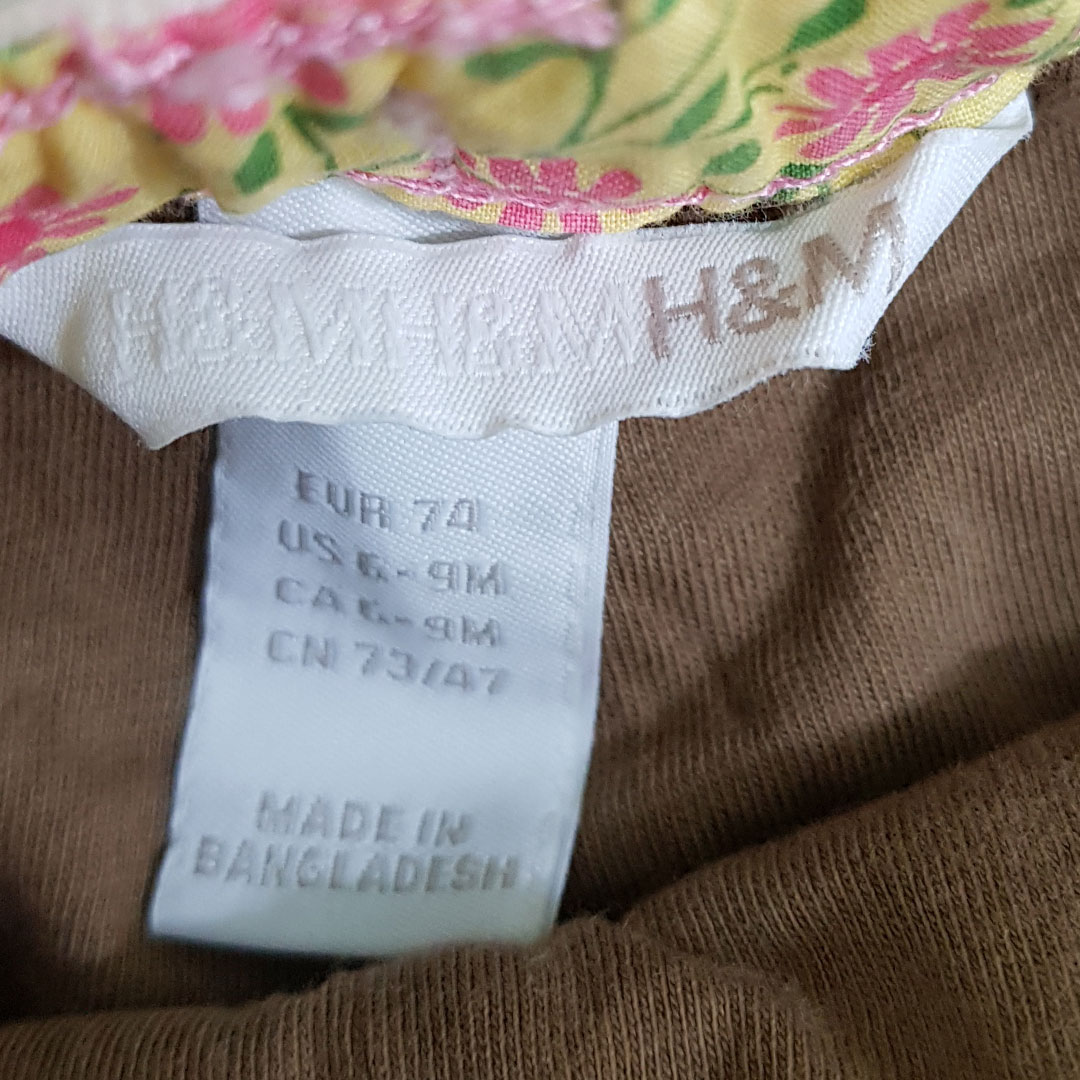 H&M H&M H&M
EUR 74
US 6-9M
CA 6-9M
CN 73/47
MADE IN
BANGLADESH